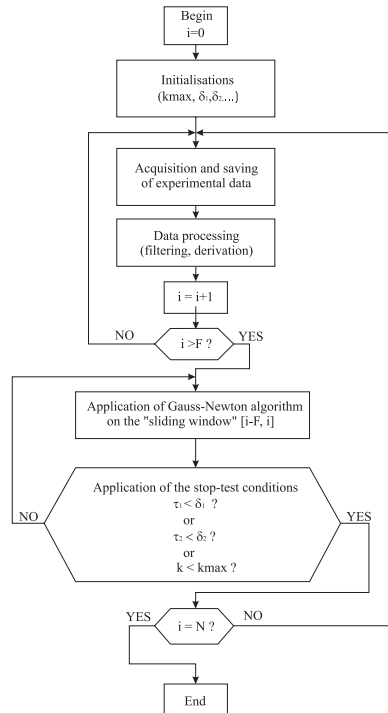 Begin
i=0
Initialisations
(kmax, δ₁,δ₂,...}
Acquisition and saving
of experimental data
Data processing
(filtering, derivation)
i = i+1
NO
i >F ?
YES
Application of Gauss-Newton algorithm
on the "sliding window" [i-F, i]
Application of the stop-test conditions
τ₁ < δ₁ ?
or
τ₂ < δ₂ ?
or
k < kmax ?
NO
YES
YES
i = N ?
NO
End